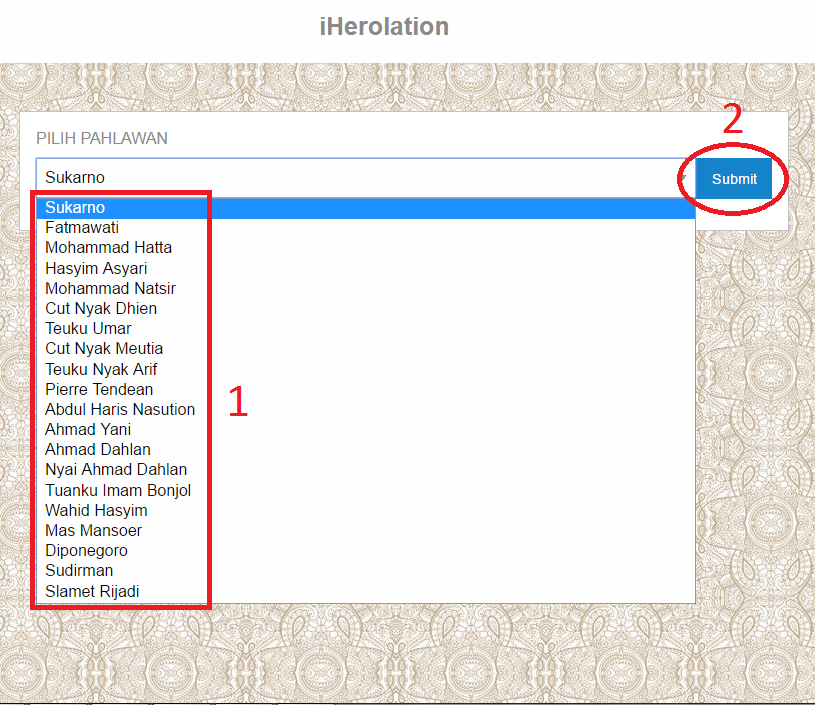 iHerolation
2
PILIH PAHLAWAN
Sukarno
Submit
Sukarno
Fatmawati
Mohammad Hatta
Hasyim Asyari
Mohammad Natsir
Cut Nyak Dhien
Teuku Umar
Cut Nyak Meutia
Teuku Nyak Arif
Pierre Tendean
Abdul Haris Nasution
1
Ahmad Yani
Ahmad Dahlan
Nyai Ahmad Dahlan
Tuanku Imam Bonjol
Wahid Hasyim
Mas Mansoer
Diponegoro
Sudirman
Slamet Rijadi